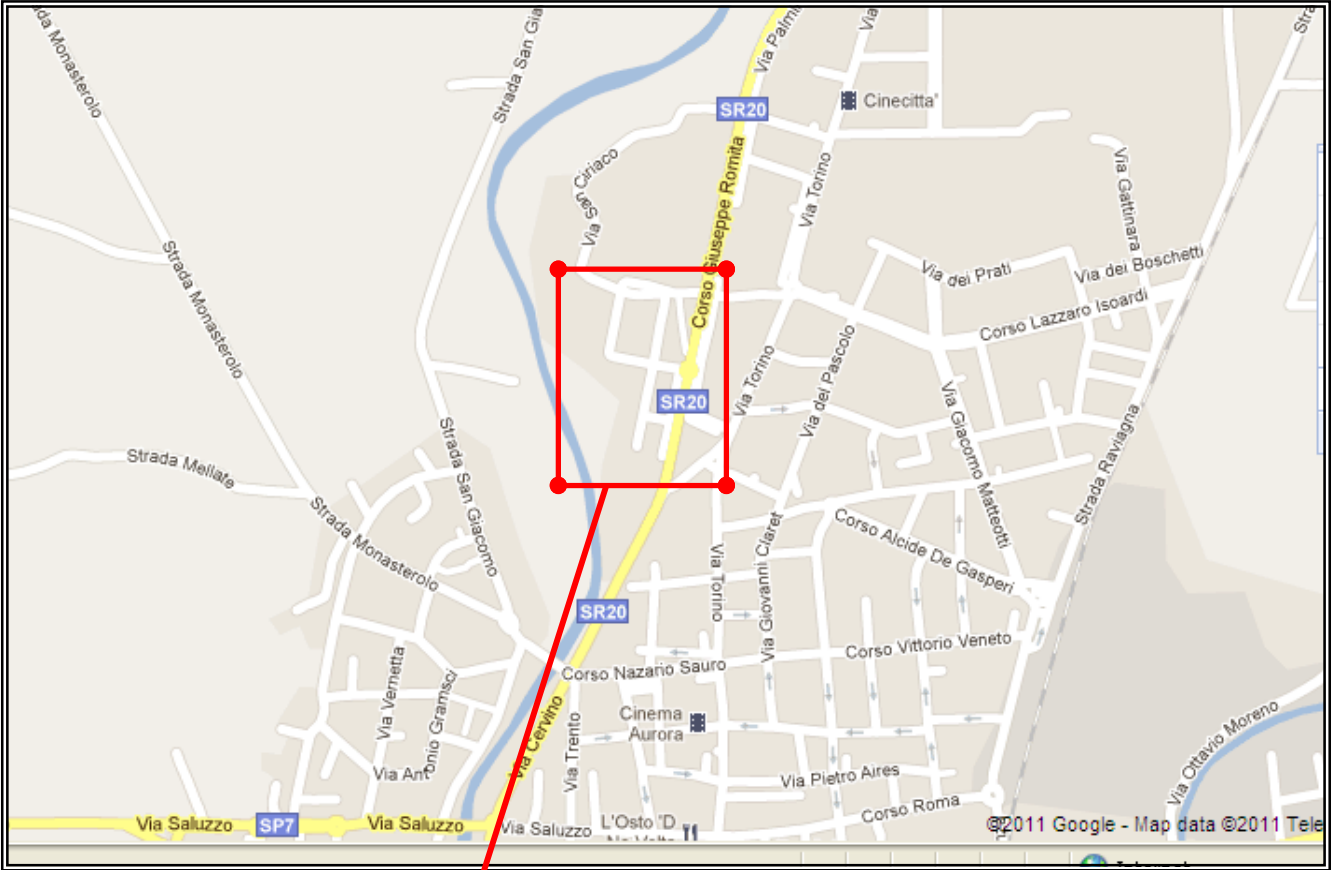 da Monasterolo
Strada San Gia
Via Palmi
Via
Stra
SR20
Cinecitta'
Via San Ciriaco
Corso Giuseppe Romita
Via Torino
Via Gattinara
Strada Monasterolo
Via dei Prati
Via dei Boschetti
Corso Lazzaro Isoardi
Via Torino
Via del Pascolo
SR20
Via Giacomo Matteotti
Strada Raviagna
Strada Mellate
Strada San Giacomo
Strada Monasterolo
Corso Alcide De Gasperi
Via Torino
Via Giovanni Claret
SR20
Corso Vittorio Veneto
Corso Nazario Sauro
Via Vernetta
onio Gramsci
Via Ant
Via Cervino
Via Trento
Cinema
Aurora
Via Ottavio Moreno
Via Pietro Aires
Corso Roma
Via Saluzzo
SP7
Via Saluzzo
Via Saluzzo
L'Osto 'D
©2011 Google - Map data ©2011 Tele
Internet